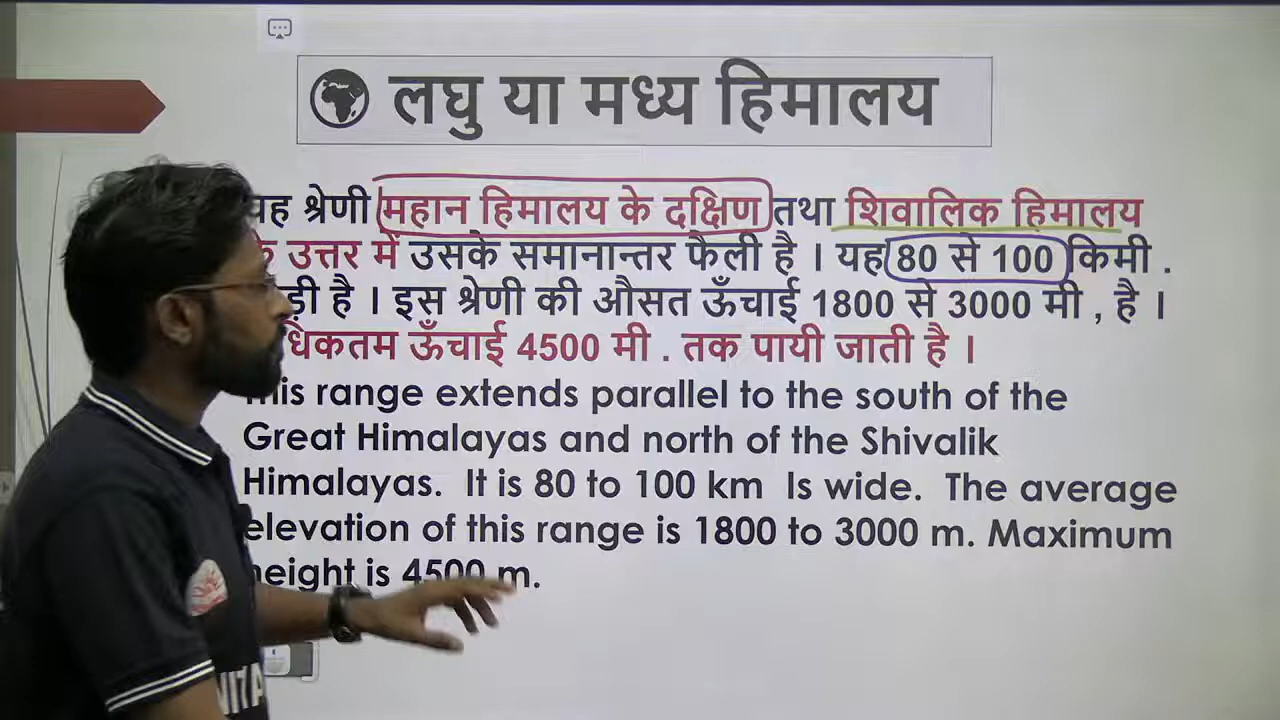 लघु या मध्य हिमालय
यह श्रेणी महान हिमालय के दक्षिण तथा शिवालिक हिमालय
के उत्तर में उसके समानान्तर फैली है । यह 80 से 100 किमी .
है । इस श्रेणी की औसत ऊँचाई 1800 से 3000 मी , है ।
ऊँचाई 4500 मी . तक पायी जाती है ।
This range extends parallel to the south of the
Great Himalayas and north of the Shivalik
Himalayas. It is 80 to 100 km Is wide. The average
elevation of this range is 1800 to 3000 m. Maximum
height is 4500 m.